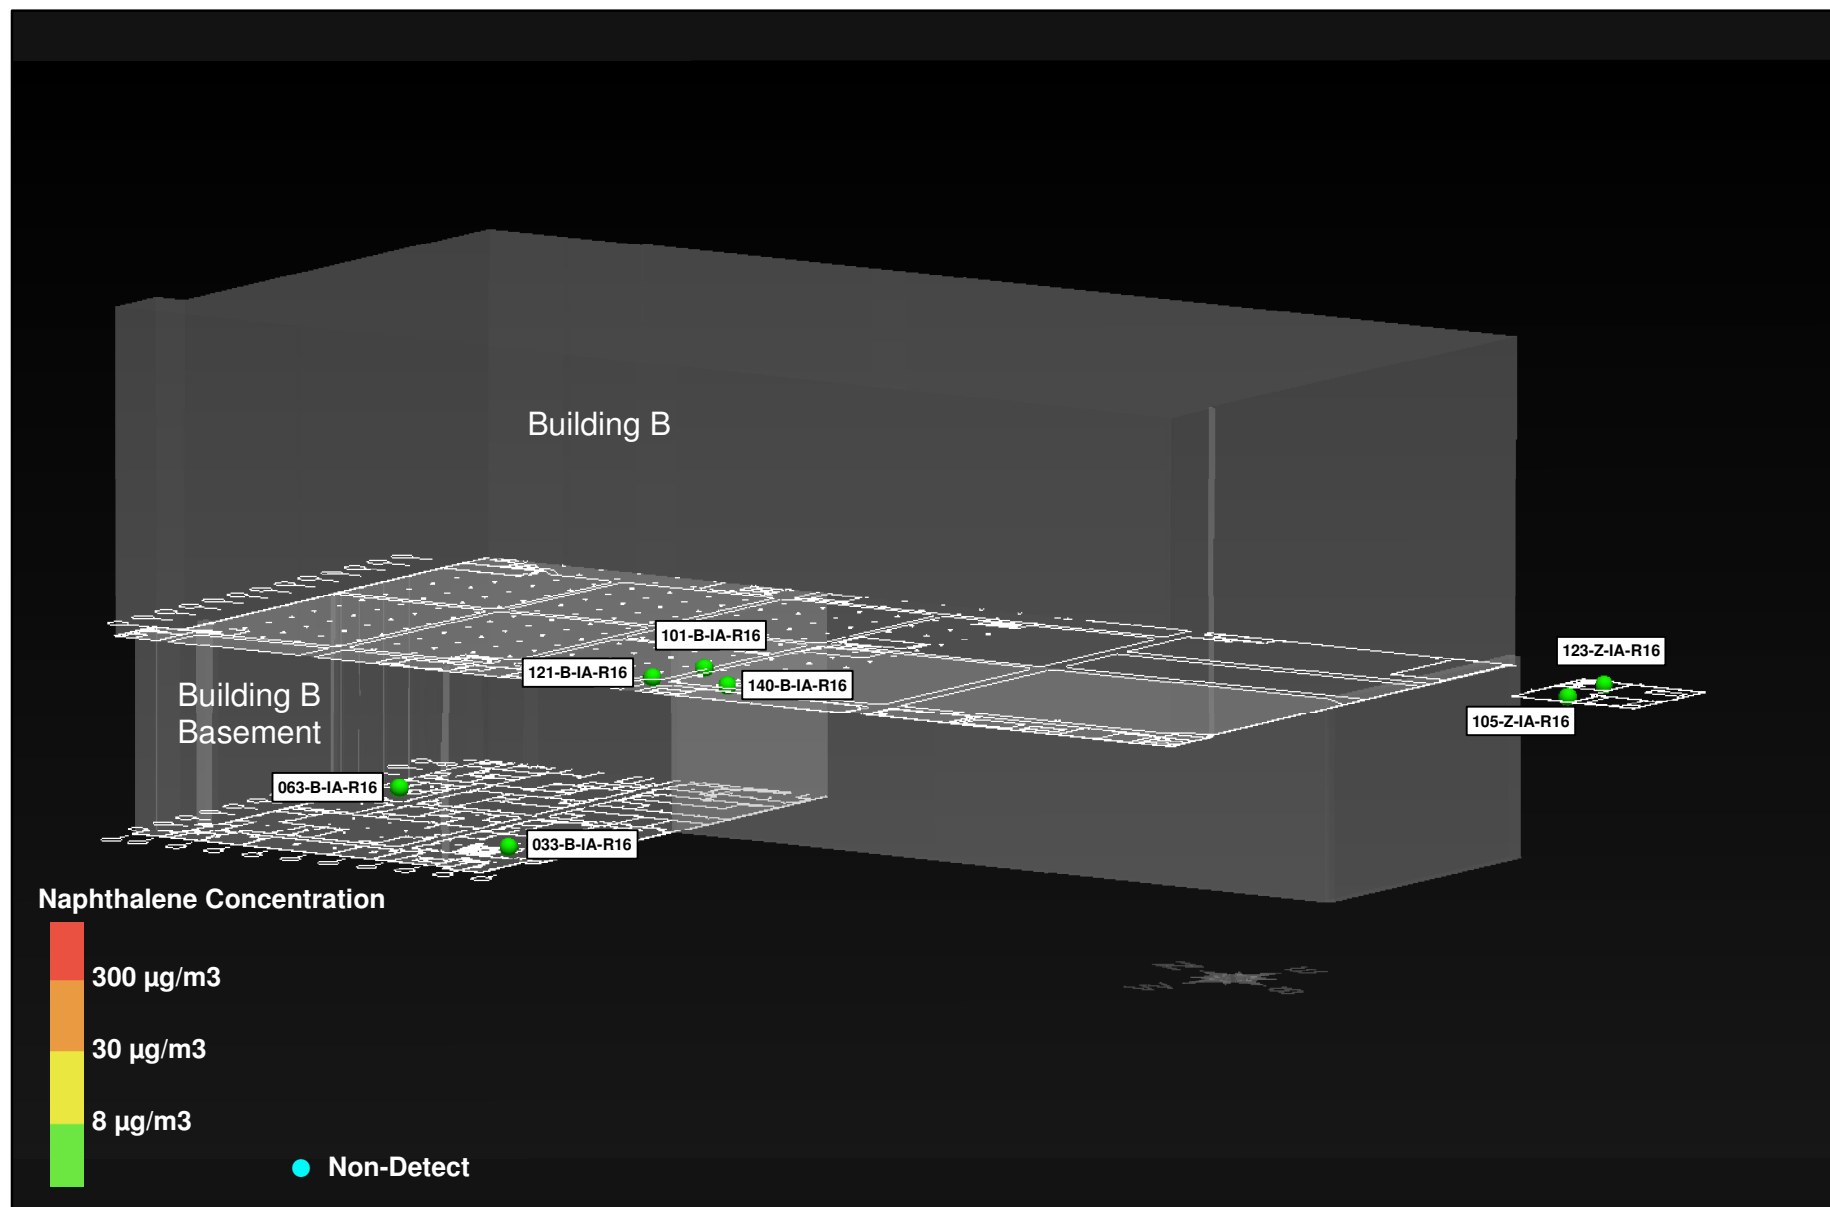 Building B
101-B-IA-R16
121-B-IA-R16
140-B-IA-R16
123-Z-IA-R16
105-Z-IA-R16
Building B
Basement
063-B-IA-R16
033-B-IA-R16
Naphthalene Concentration
300 µg/m3
30 µg/m3
8 µg/m3
Non-Detect